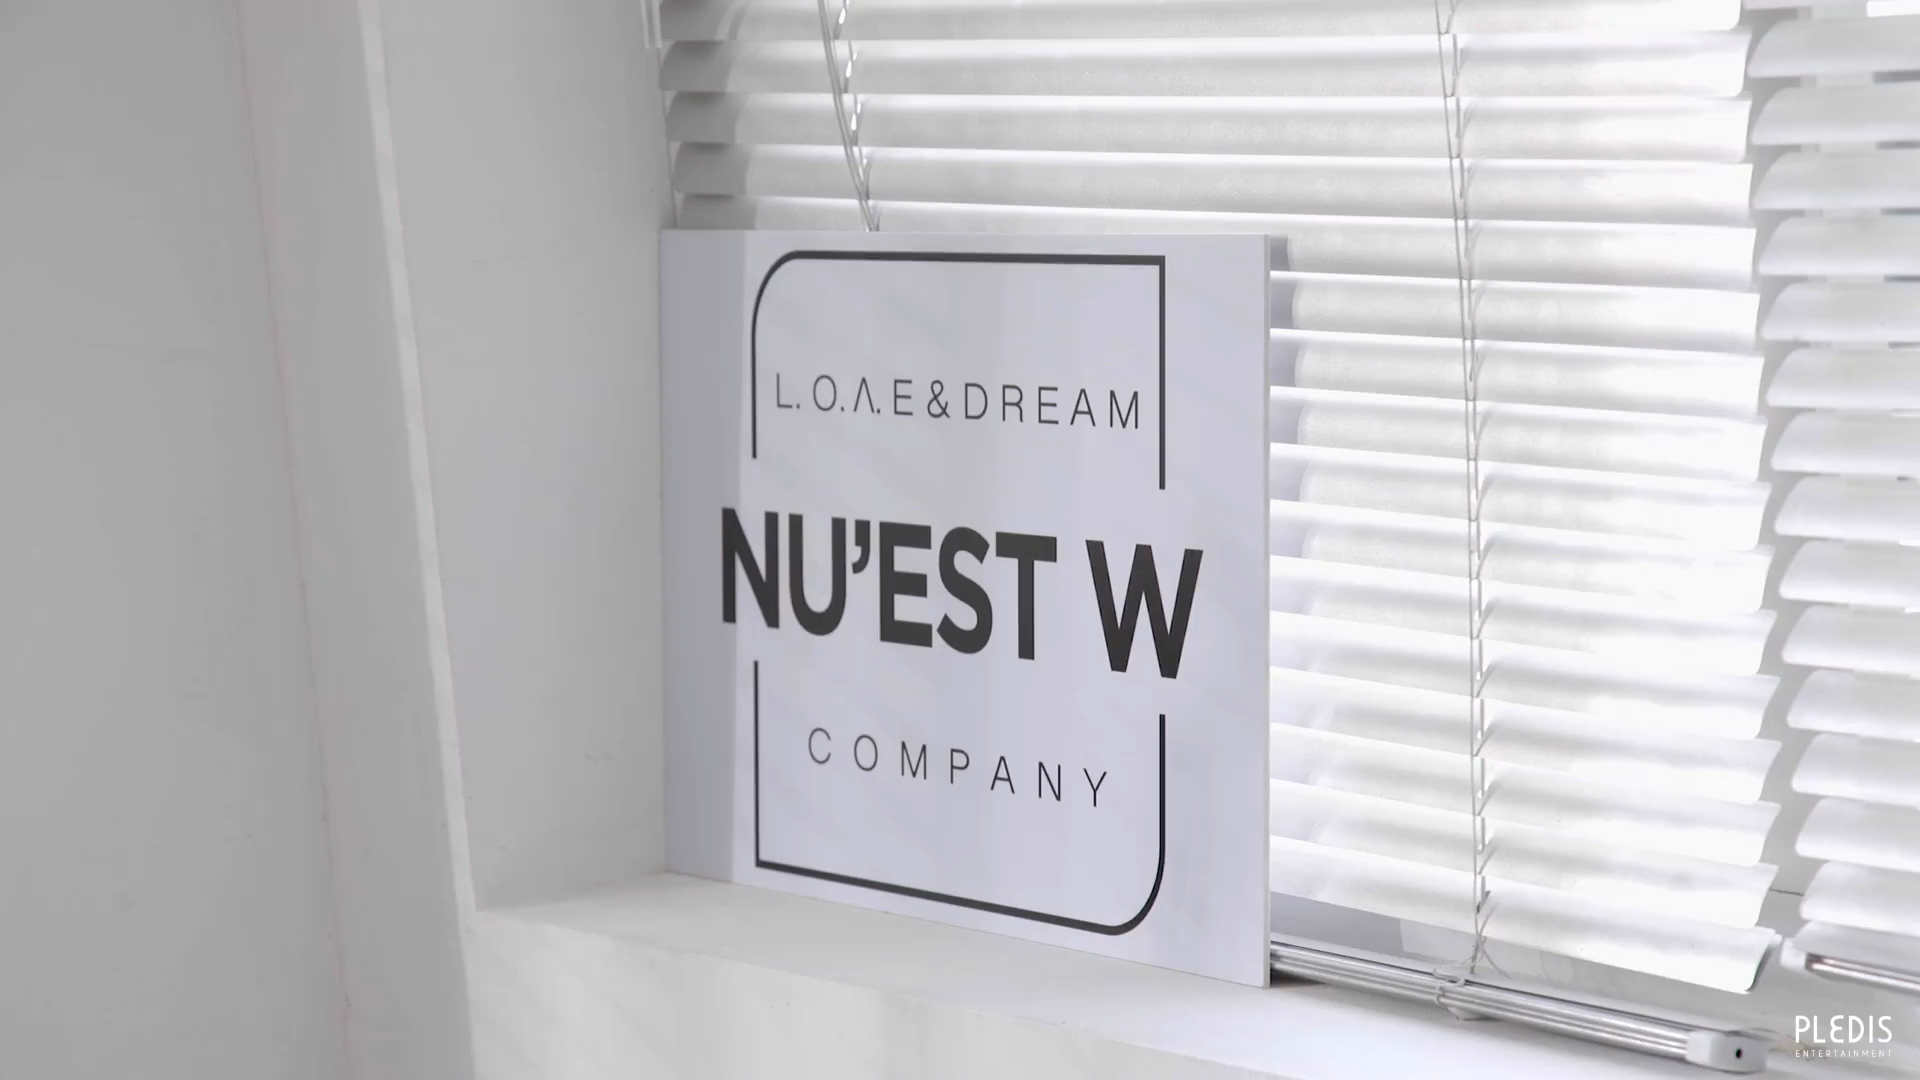 L. O. Λ. E & DREAM
NU'EST W
COMPANY
PLEDIS
ENTERTAINMENT